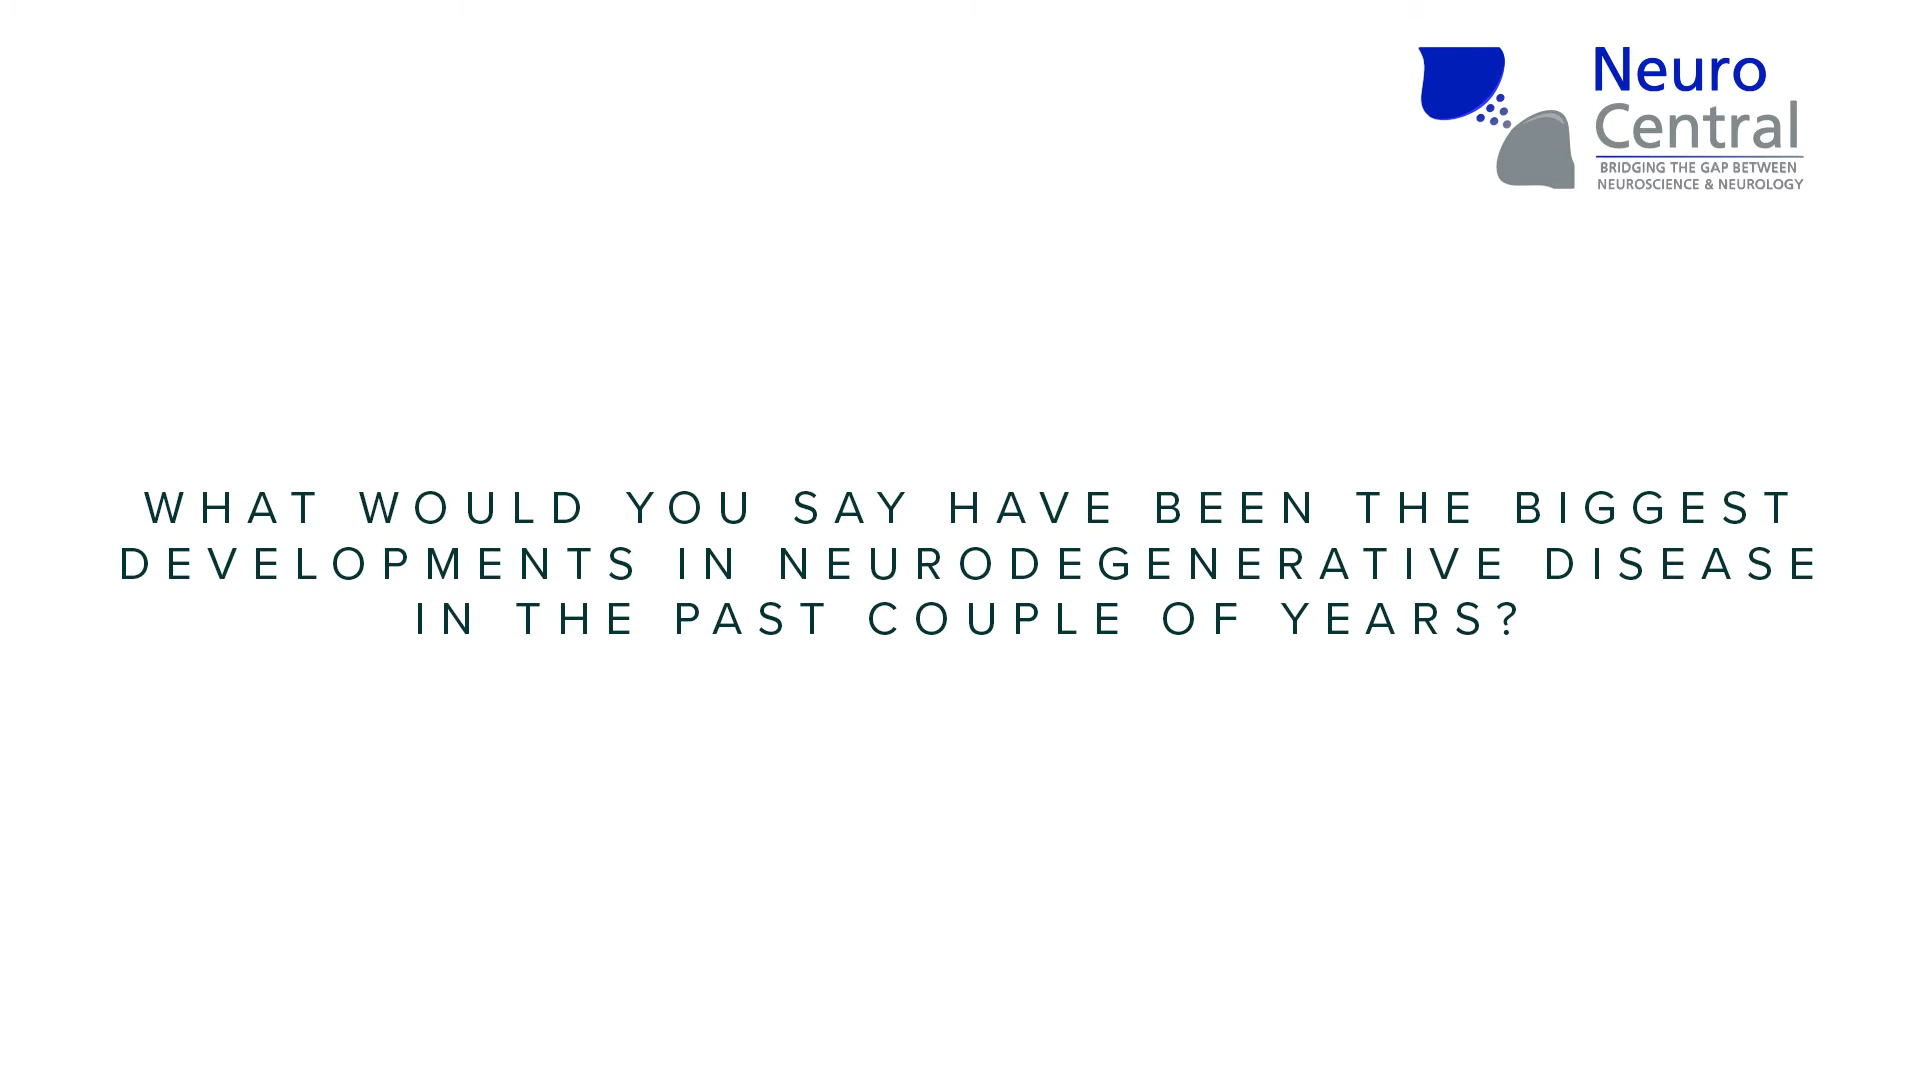 Neuro
Central
BRIDGING THE GAP BETWEEN
NEUROSCIENCE & NEUROLOGY
WHAT WOULD YOU SAY HAVE BEEN THE BIGGEST
DEVELOPMENTS IN NEURODEGENERATIVE DISEASE
IN THE PAST COUPLE OF YEARS?